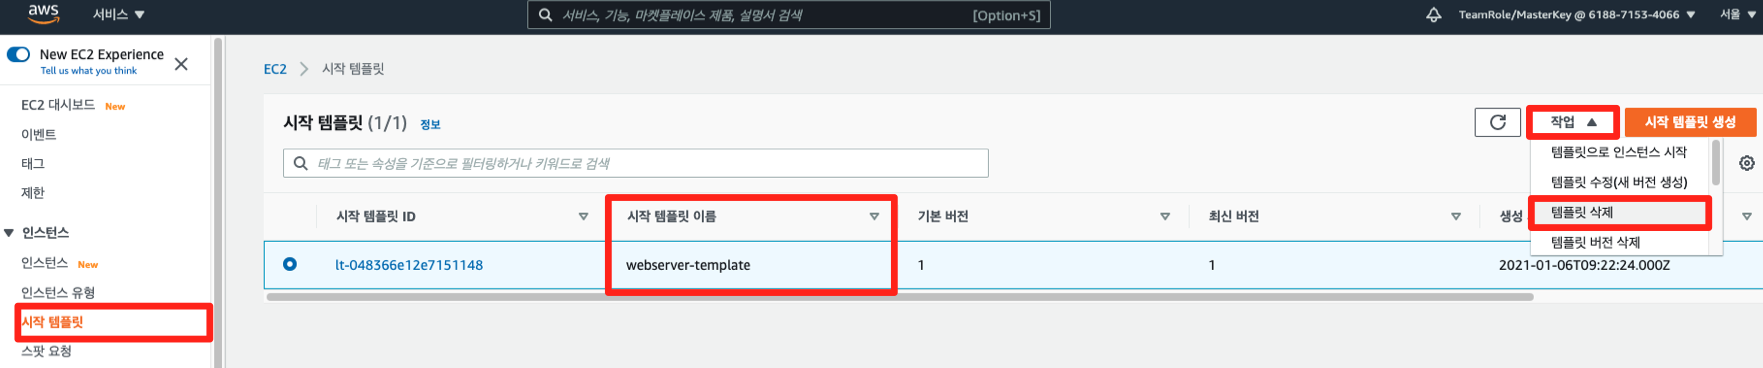 aws 서비스 ▼ 서비스, 기능, 마켓플레이스 제품, 설명서 검색 [Option+S] TeamRole/MasterKey @ 6188-7153-4066 ▼ 서울 ▼
New EC2 Experience
Tell us what you think
EC2 대시보드 New
이벤트
태그
제한
인스턴스
인스턴스 New
인스턴스 유형
시작 템플릿
스팟 요청
EC2 > 시작 템플릿
시작 템플릿 (1/1) 정보
작업 ▲ 시작 템플릿 생성
태그 또는 속성을 기준으로 필터링하거나 키워드로 검색
템플릿으로 인스턴스 시작
템플릿 수정(새 버전 생성)
템플릿 삭제
템플릿 버전 삭제
시작 템플릿 ID 시작 템플릿 이름 기본 버전 최신 버전 생성
lt-048366e12e7151148 webserver-template 1 1 2021-01-06T09:22:24.000Z